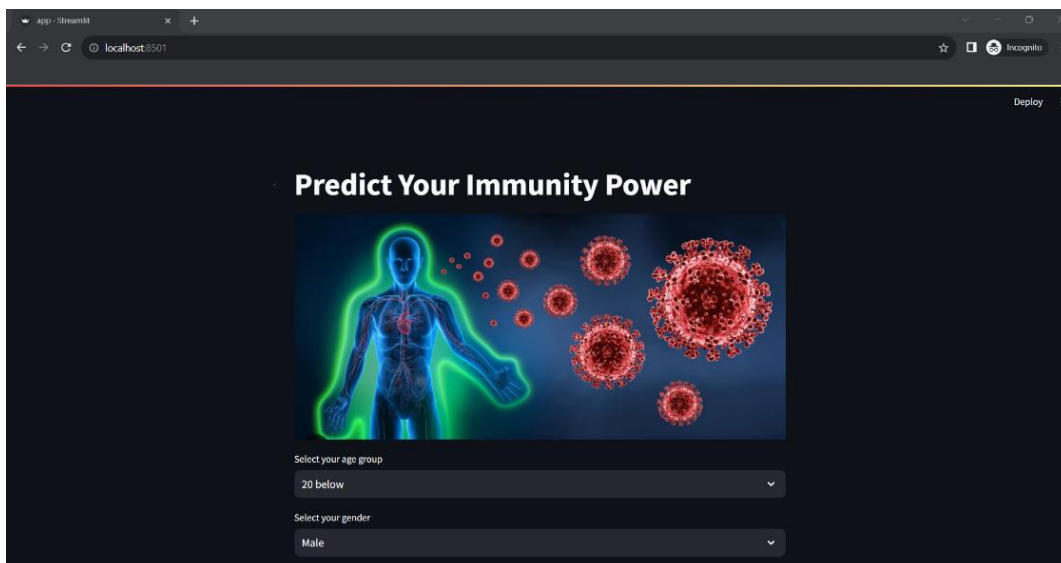 app · Streamlit
localhost:8501
Incognito
Deploy
Predict Your Immunity Power
Select your age group
20 below
Select your gender
Male